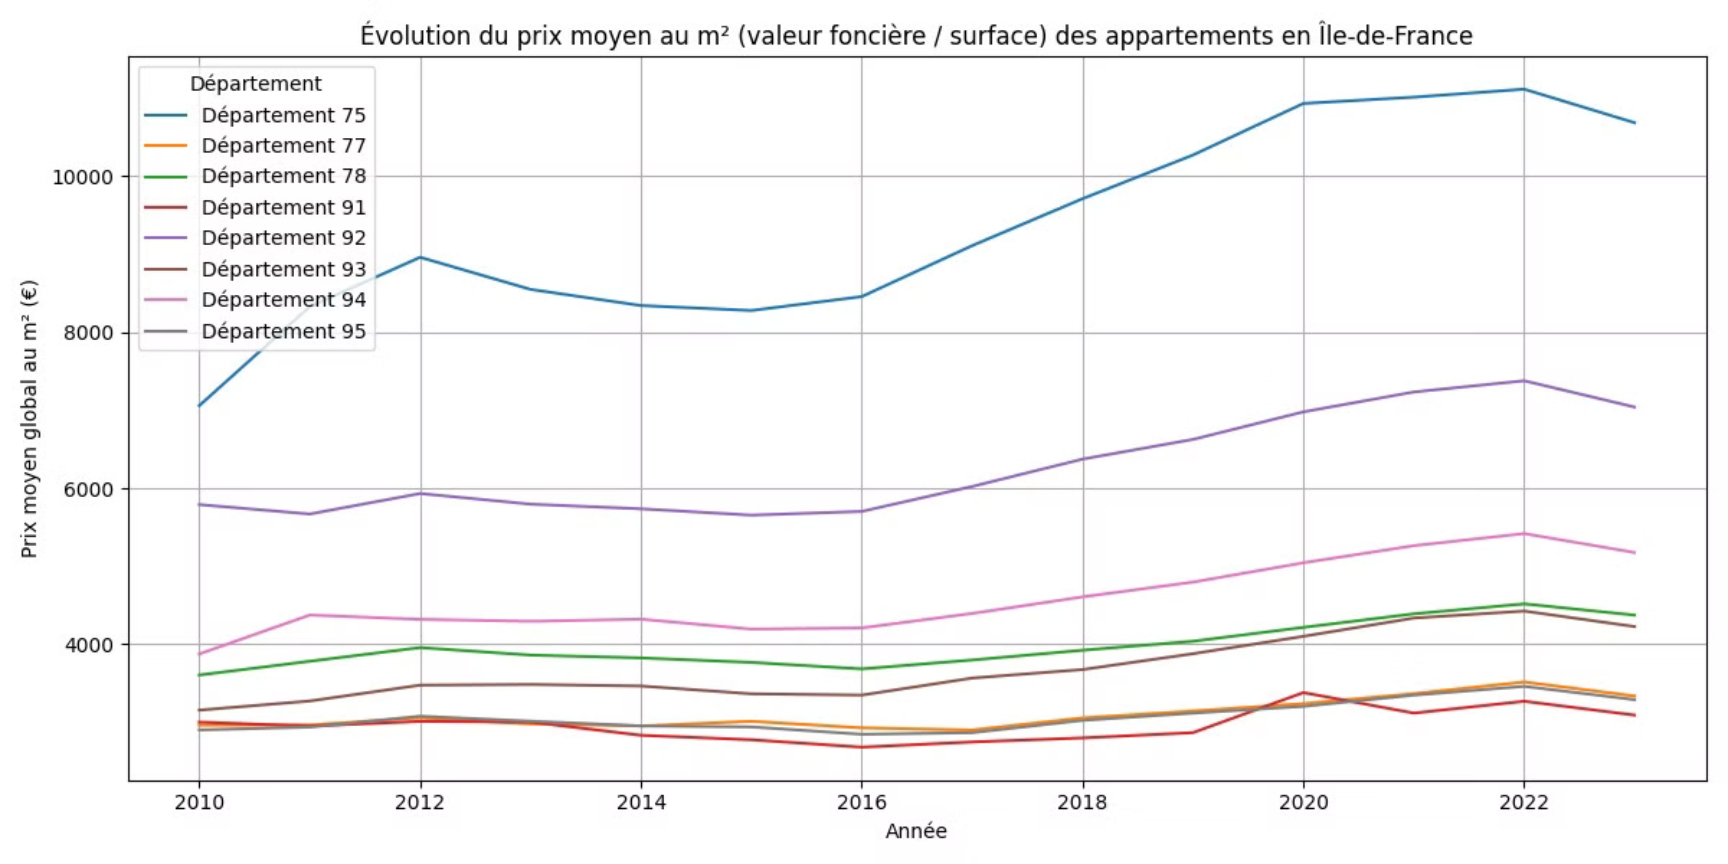 Évolution du prix moyen au m² (valeur foncière / surface) des appartements en Île-de-France
Département
Département 75
Département 77
Département 78
Département 91
Département 92
Département 93
Département 94
Département 95
Prix moyen global au m² (€)
10000
8000
6000
4000
2010 2012 2014 2016 2018 2020 2022
Année